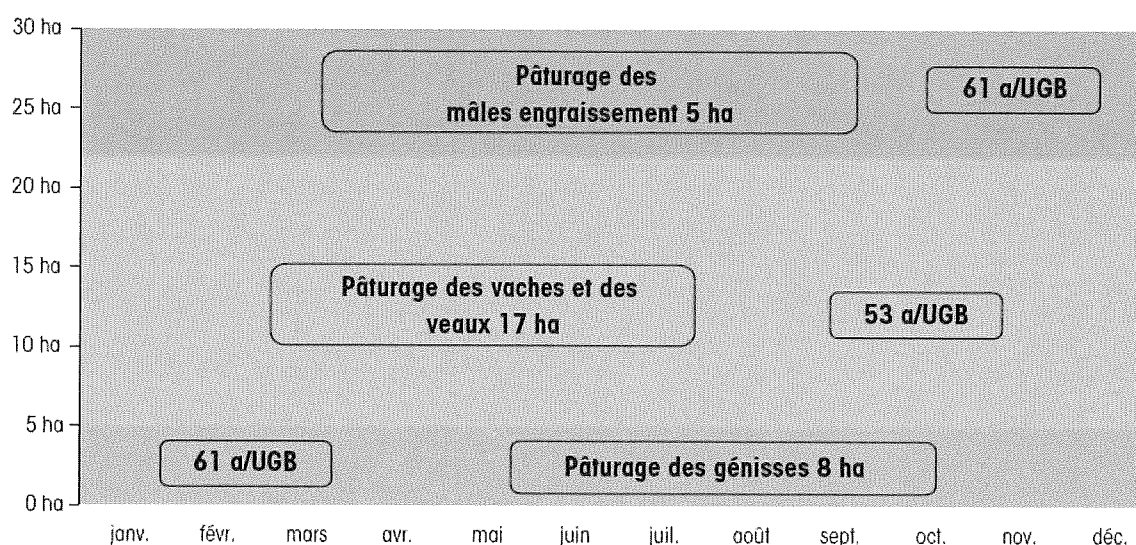 30 ha
Pâturage des
mâles engraissement 5 ha
61 a/UGB
25 ha
20 ha
15 ha
Pâturage des vaches et des
veaux 17 ha
53 a/UGB
10 ha
5 ha
61 a/UGB
Pâturage des génisses 8 ha
0 ha
janv. févr. mars avr. mai juin juil. août sept. oct. nov. déc.